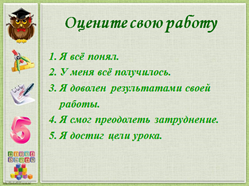 Оцените свою работу
1. Я всё понял.
2. У меня всё получилось.
3. Я доволен результатами своей
работы.
4. Я смог преодолеть затруднение.
5. Я достиг цели урока.
5